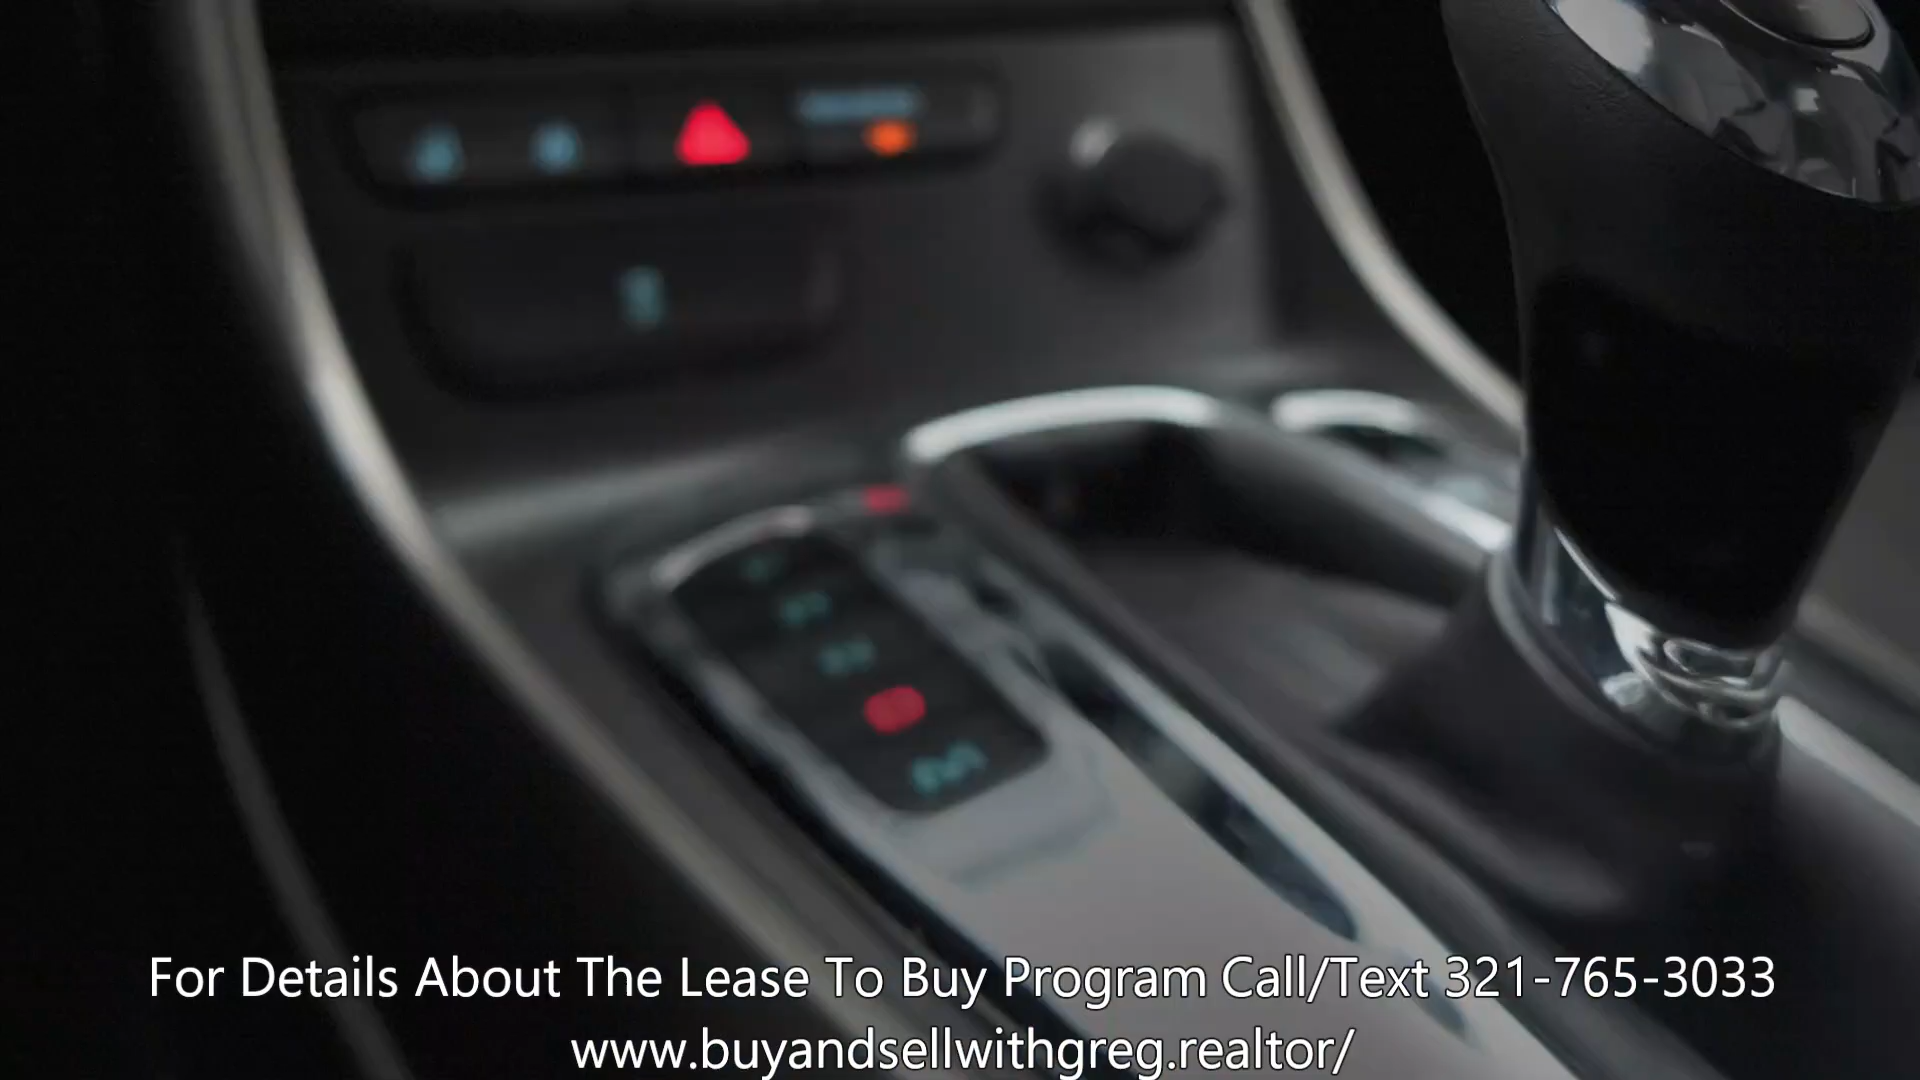 For Details About The Lease To Buy Program Call/Text 321-765-3033
www.buyandsellwithgreg.realtor/